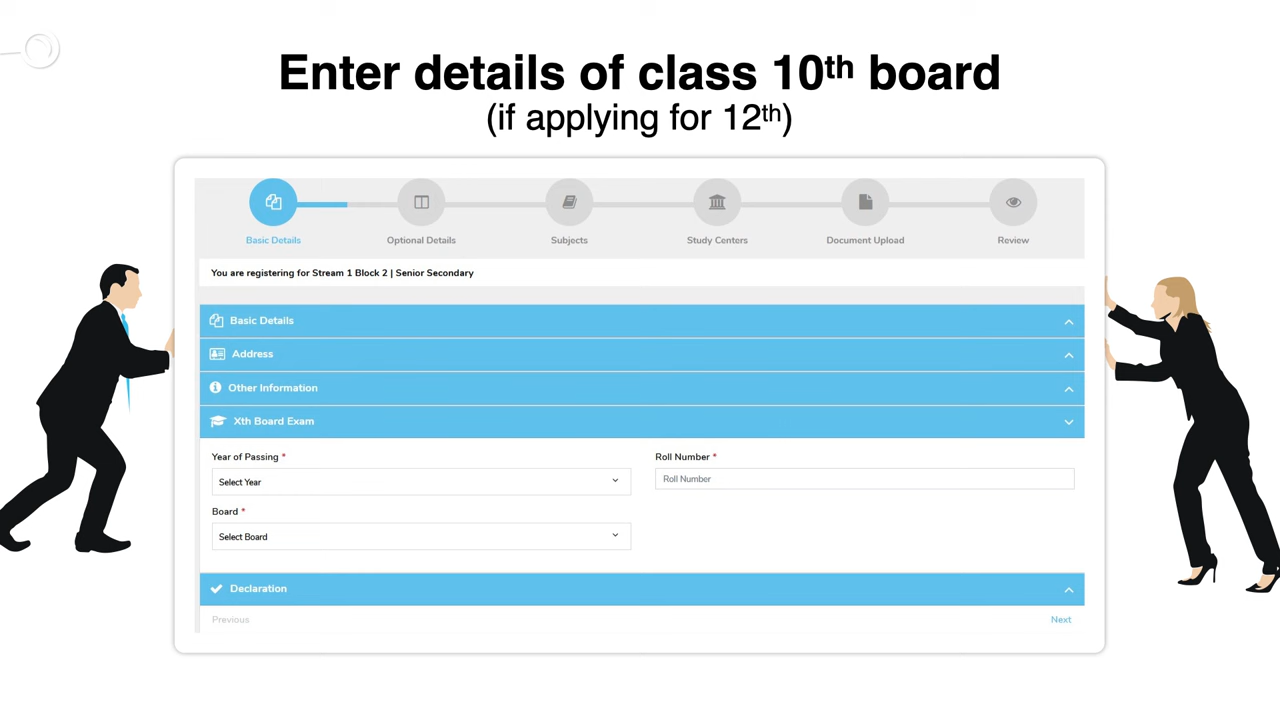 Enter details of class 10th board
(if applying for 12th)
Basic Details
Optional Details
Subjects
Study Centers
Document Upload
Review
You are registering for Stream 1 Block 2 | Senior Secondary
Basic Details
Address
Other Information
Xth Board Exam
Year of Passing *
Roll Number *
Select Year
Roll Number
Board *
Select Board
Declaration
Previous
Next